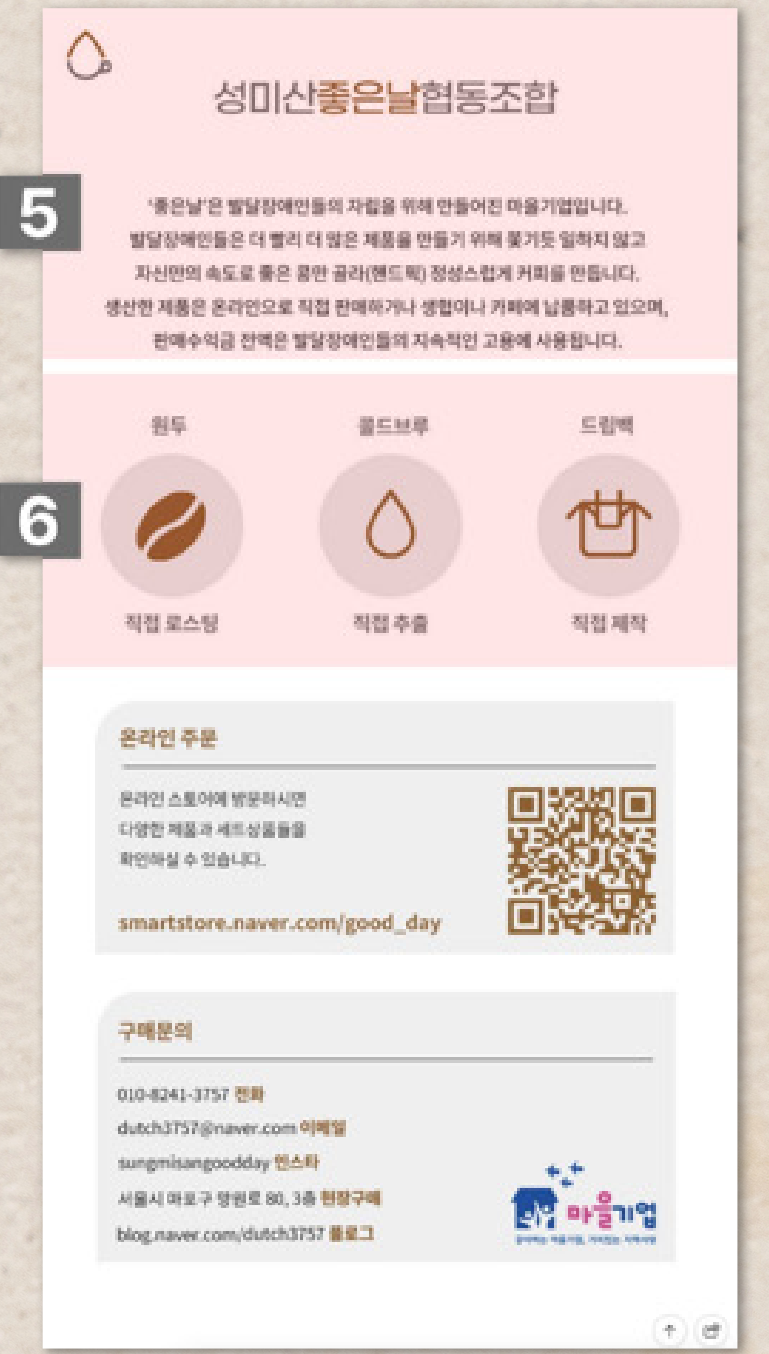 성미산좋은날협동조합
5
'좋은날'은 발달장애인들의 자립을 위해 만들어진 마을기업입니다.
발달장애인들은 더 빨리 더 많은 제품을 만들기 위해 쫓기듯 일하지 않고
자신만의 속도로 좋은 콩만 골라(핸드픽) 정성스럽게 커피를 만듭니다.
생산한 제품은 온라인으로 직접 판매하거나 생협이나 카페에 납품하고 있으며,
판매수익금 전액은 발달장애인들의 지속적인 고용에 사용됩니다.
6
원두 콜드브루 드립백
직접 로스팅 직접 추출 직접 제작
온라인 주문
온라인 스토어에 방문하시면
다양한 제품과 세트상품들을
확인하실 수 있습니다.
smartstore.naver.com/good_day
구매문의
010-8241-3757 전화
dutch3757@naver.com 이메일
sungmisangoodday 인스타
서울시 마포구 망원로 80, 3층 현장구매
blog.naver.com/dutch3757 블로그
마을기업